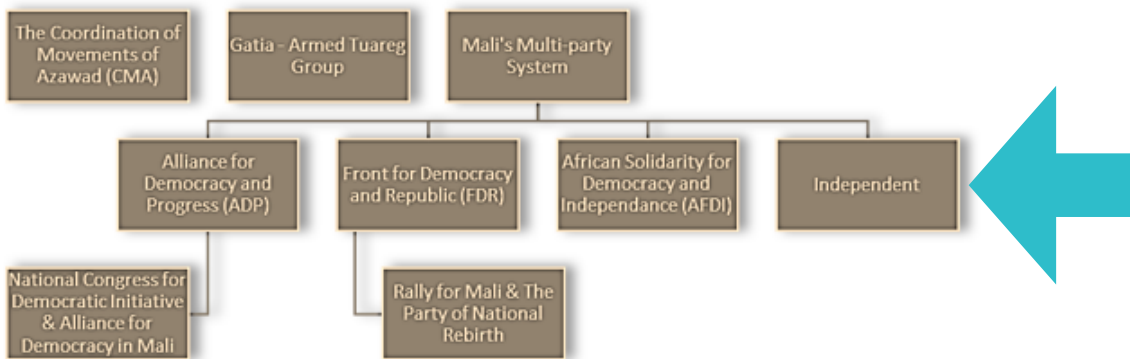 The Coordination of
Movements of
Azawad (CMA)
Gatia - Armed Tuareg
Group
Mali's Multi-party
System
Alliance for
Democracy and
Progress (ADP)
Front for Democracy
and Republic (FDR)
African Solidarity for
Democracy and
Independance (AFDI)
Independent
National Congress for
Democratic Initiative
& Alliance for
Democracy in Mali
Rally for Mali & The
Party of National
Rebirth